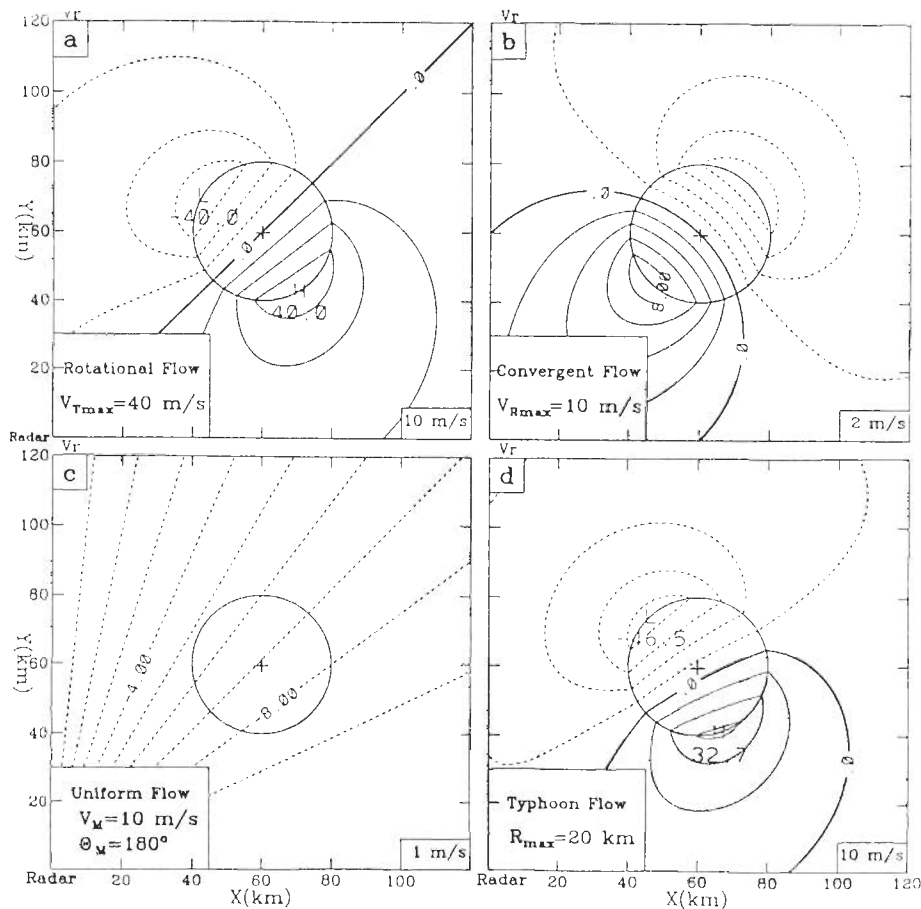 Vr
a
120
100
80
60
40
20
Y(km)
.0
.0
L
-40.0
H
40.0
Rotational Flow
V_Tmax=40 m/s
10 m/s
Radar
Vr
b
.0
.0
8.00
Convergent Flow
V_Rmax=10 m/s
2 m/s
Vr
c
120
100
80
60
40
20
Y(km)
-4.00
-8.00
Uniform Flow
V_M=10 m/s
Θ_M=180°
1 m/s
Radar
20 40 60 80 100
X(km)
d
L
-46.5
.0
.0
H
32.7
Typhoon Flow
R_max=20 km
10 m/s
Radar
20 40 60 80 100 120
X(km)